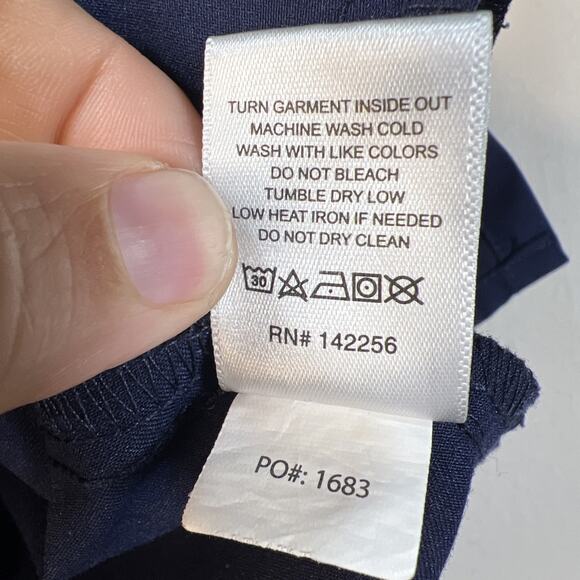 TURN GARMENT INSIDE OUT
MACHINE WASH COLD
WASH WITH LIKE COLORS
DO NOT BLEACH
TUMBLE DRY LOW
LOW HEAT IRON IF NEEDED
DO NOT DRY CLEAN
30
RN# 142256
PO#: 1683